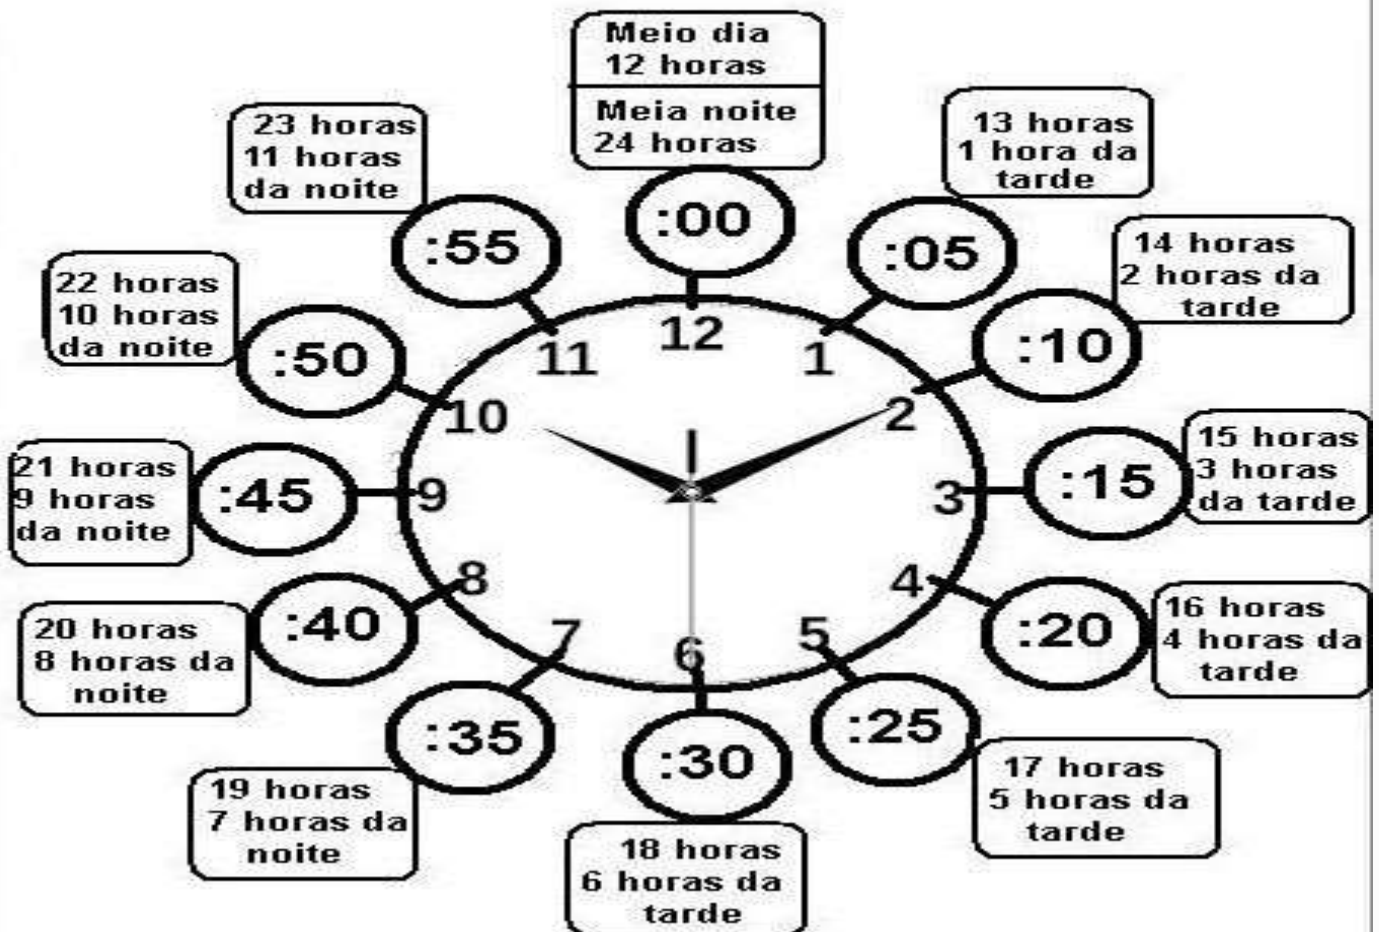 Meio dia
12 horas
Meia noite
24 horas
:00
13 horas
1 hora da
tarde
:05
14 horas
2 horas da
tarde
:10
15 horas
3 horas
da tarde
:15
16 horas
4 horas da
tarde
:20
17 horas
5 horas da
tarde
:25
18 horas
6 horas da
tarde
:30
19 horas
7 horas da
noite
:35
20 horas
8 horas da
noite
:40
21 horas
9 horas
da noite
:45
22 horas
10 horas
da noite
:50
23 horas
11 horas
da noite
:55
12
1
2
3
4
5
6
7
8
9
10
11